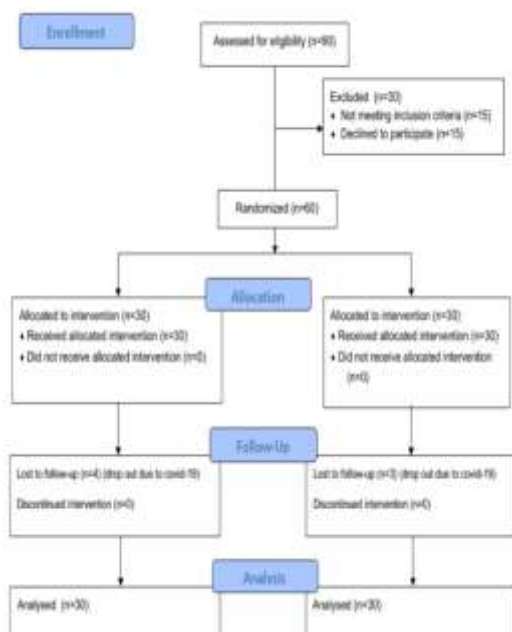 Enrollment
Assessed for eligibility (n=90)
Excluded (n=30)
♦ Not meeting inclusion criteria (n=15)
♦ Declined to participate (n=15)
Randomized (n=60)
Allocation
Allocated to intervention (n=30)
♦ Received allocated intervention (n=30)
♦ Did not receive allocated intervention (n=0)
Allocated to intervention (n=30)
♦ Received allocated intervention (n=30)
♦ Did not receive allocated intervention
(n=0)
Follow-Up
Lost to follow-up (n=4) (drop out due to covid-19)
Discontinued intervention (n=0)
Lost to follow-up (n=3) (drop out due to covid-19)
Discontinued intervention
Analysis
Analysed (n=30)
Analysed (n=30)